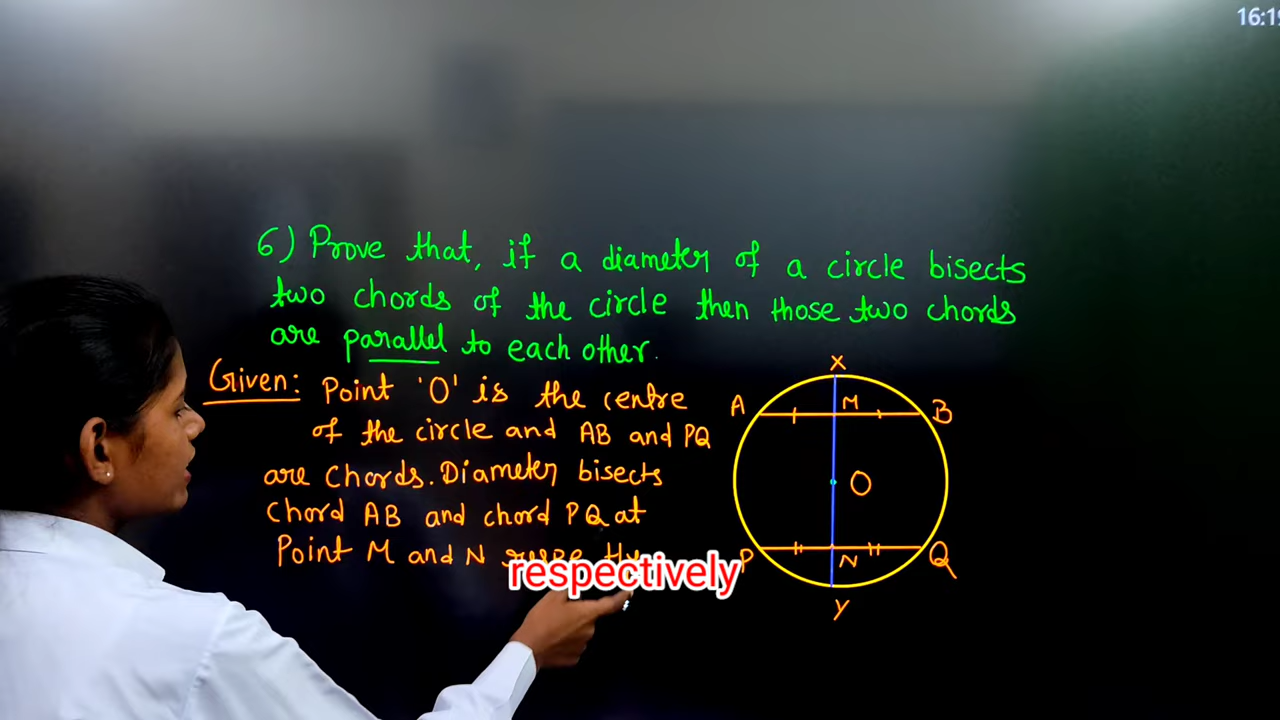 16:19
6) Prove that, if a diameter of a circle bisects
two chords of the circle then those two chords
are parallel to each other.
Given: Point 'O' is the centre
of the circle and AB and PQ
are Chords. Diameter bisects
chord AB and chord PQ at
Point M and N
respectively
X
A M B
O
P N Q
Y